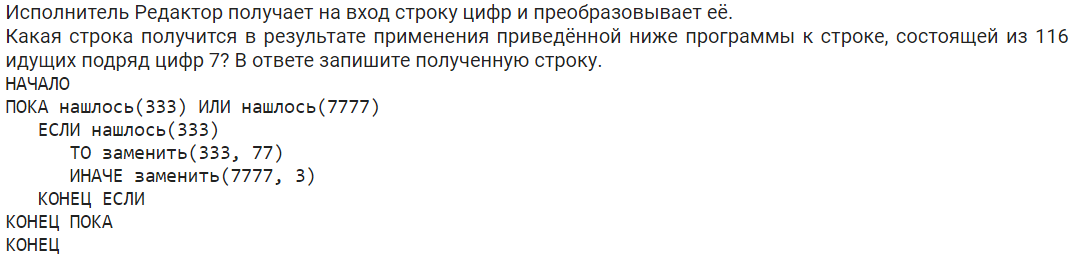 Исполнитель Редактор получает на вход строку цифр и преобразовывает её.
Какая строка получится в результате применения приведённой ниже программы к строке, состоящей из 116
идущих подряд цифр 7? В ответе запишите полученную строку.
НАЧАЛО
ПОКА нашлось(333) ИЛИ нашлось(7777)
ЕСЛИ нашлось(333)
ТО заменить(333, 77)
ИНАЧЕ заменить(7777, 3)
КОНЕЦ ЕСЛИ
КОНЕЦ ПОКА
КОНЕЦ